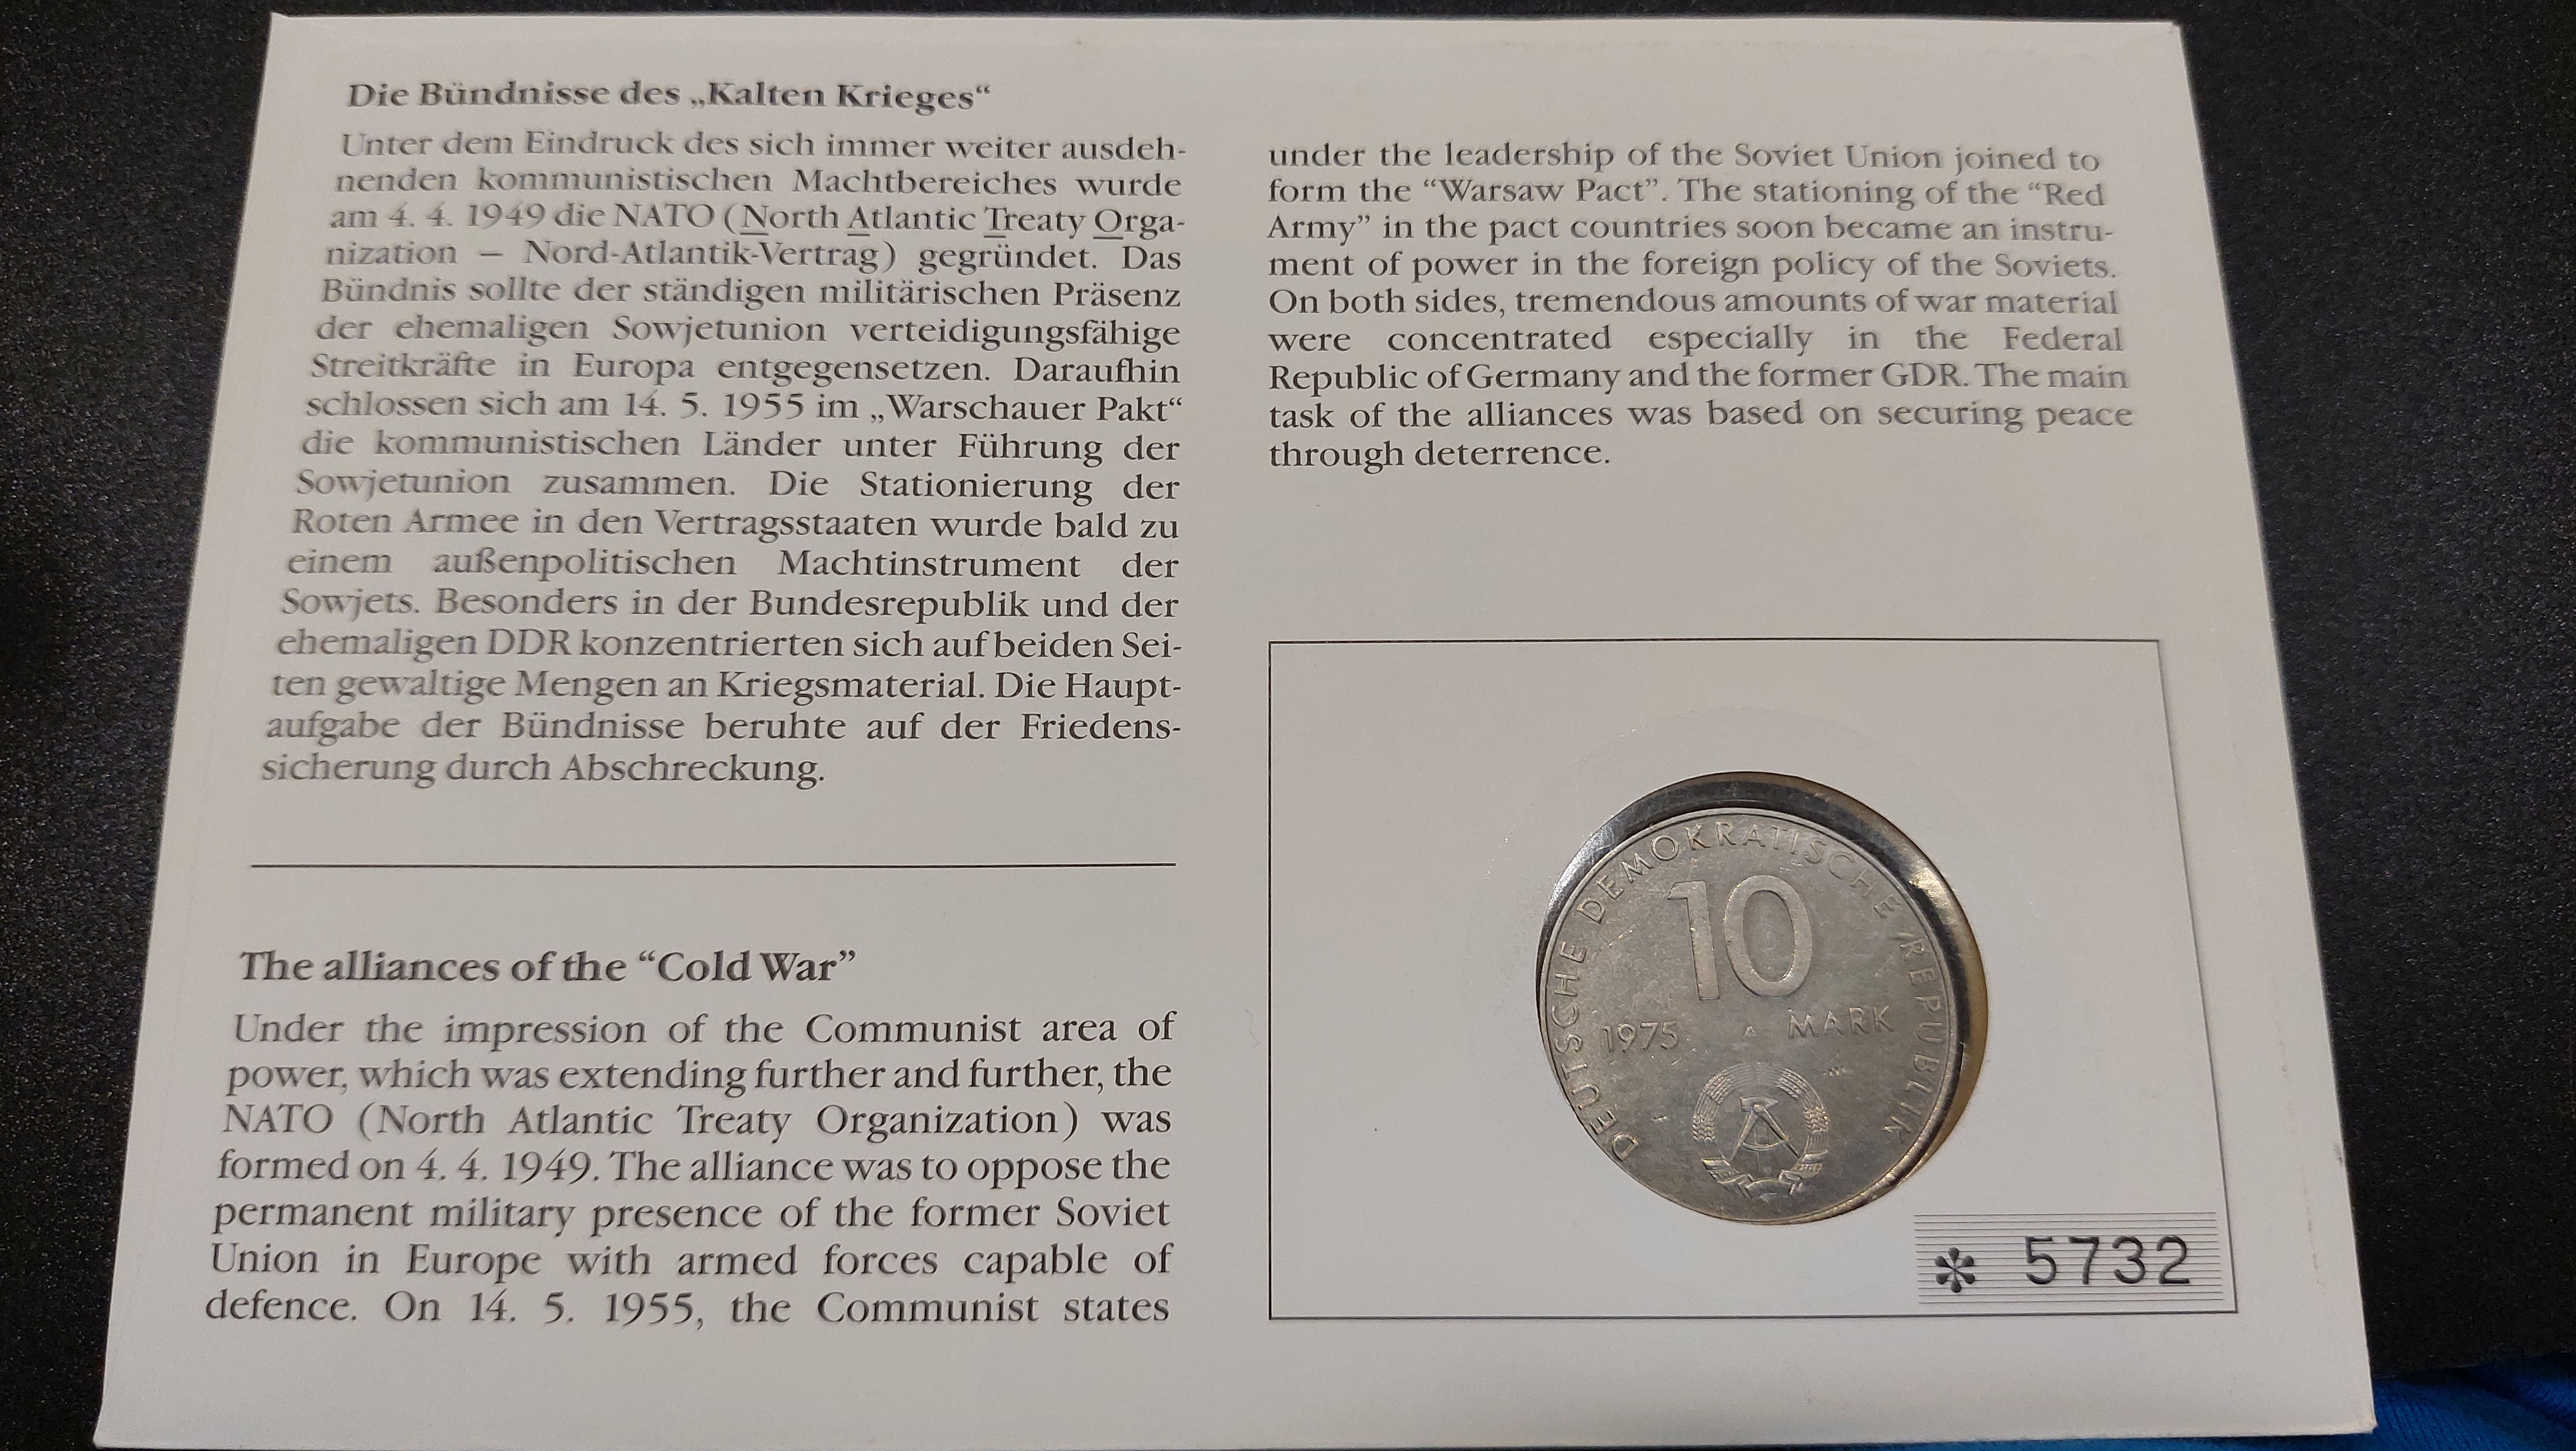 Die Bündnisse des „Kalten Krieges“
Unter dem Eindruck des sich immer weiter ausdeh-
nenden kommunistischen Machtbereiches wurde
am 4. 4. 1949 die NATO (North Atlantic Treaty Orga-
nization – Nord-Atlantik-Vertrag) gegründet. Das
Bündnis sollte der ständigen militärischen Präsenz
der ehemaligen Sowjetunion verteidigungsfähige
Streitkräfte in Europa entgegensetzen. Daraufhin
schlossen sich am 14. 5. 1955 im „Warschauer Pakt“
die kommunistischen Länder unter Führung der
Sowjetunion zusammen. Die Stationierung der
Roten Armee in den Vertragsstaaten wurde bald zu
einem außenpolitischen Machtinstrument der
Sowjets. Besonders in der Bundesrepublik und der
ehemaligen DDR konzentrierten sich auf beiden Sei-
ten gewaltige Mengen an Kriegsmaterial. Die Haupt-
aufgabe der Bündnisse beruhte auf der Friedens-
sicherung durch Abschreckung.
The alliances of the “Cold War”
Under the impression of the Communist area of
power, which was extending further and further, the
NATO (North Atlantic Treaty Organization) was
formed on 4. 4. 1949. The alliance was to oppose the
permanent military presence of the former Soviet
Union in Europe with armed forces capable of
defence. On 14. 5. 1955, the Communist states
under the leadership of the Soviet Union joined to
form the “Warsaw Pact”. The stationing of the “Red
Army” in the pact countries soon became an instru-
ment of power in the foreign policy of the Soviets.
On both sides, tremendous amounts of war material
were concentrated especially in the Federal
Republic of Germany and the former GDR. The main
task of the alliances was based on securing peace
through deterrence.
DEUTSCHE DEMOKRATISCHE REPUBLIK
10
1975 A MARK
* 5732